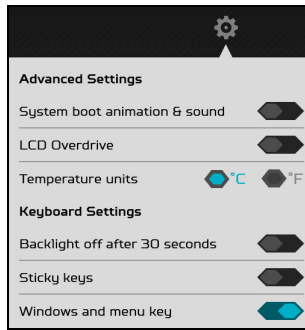 Advanced Settings
System boot animation & sound
LCD Overdrive
Temperature units °C °F
Keyboard Settings
Backlight off after 30 seconds
Sticky keys
Windows and menu key